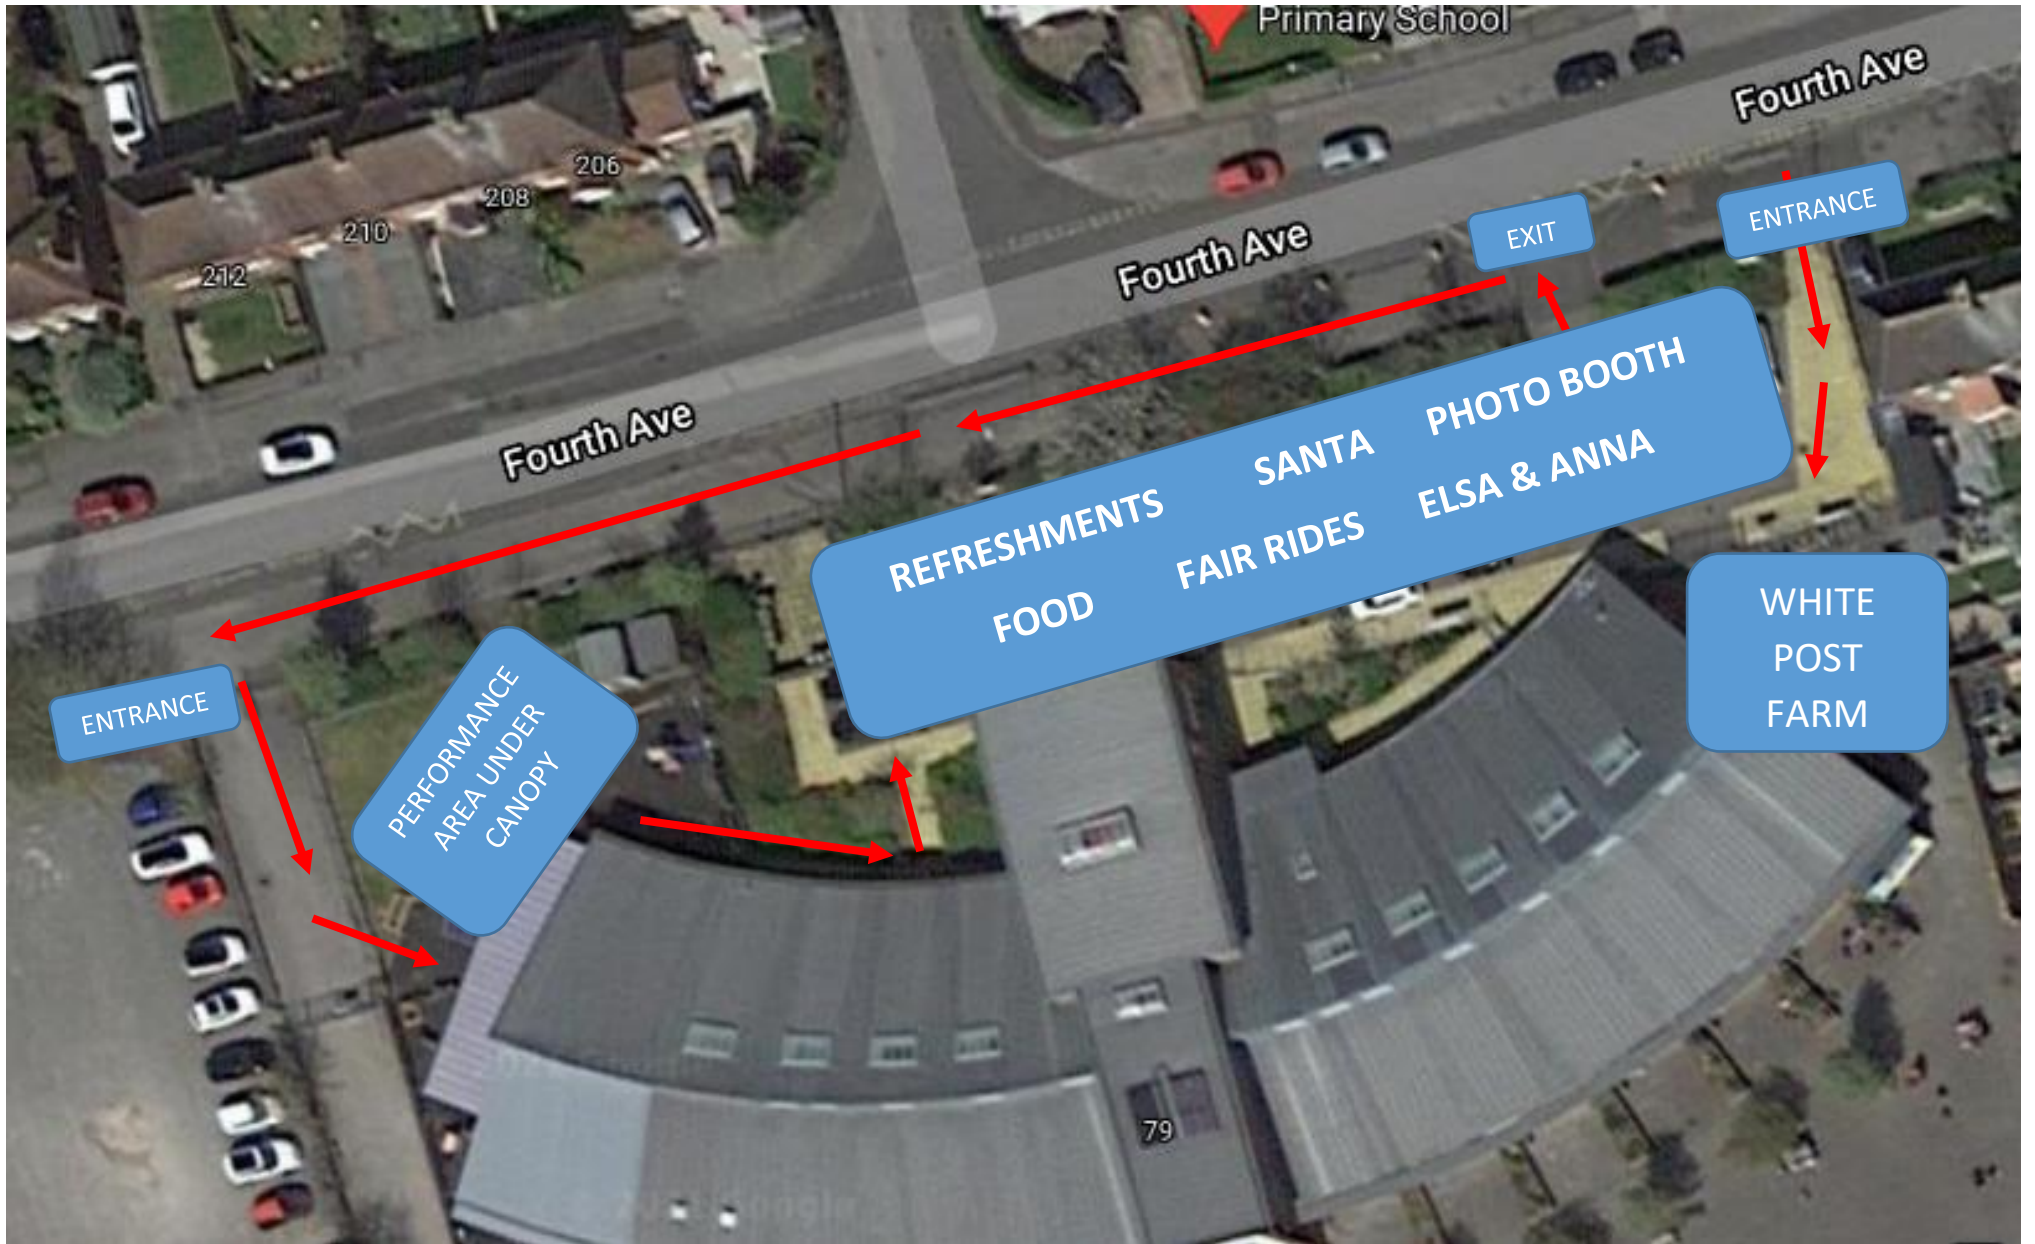 Primary School
Fourth Ave
206
208
210
212
ENTRANCE
EXIT
Fourth Ave
PHOTO BOOTH
SANTA
REFRESHMENTS
ELSA & ANNA
FAIR RIDES
FOOD
Fourth Ave
WHITE
POST
FARM
ENTRANCE
PERFORMANCE
AREA UNDER
CANOPY
79